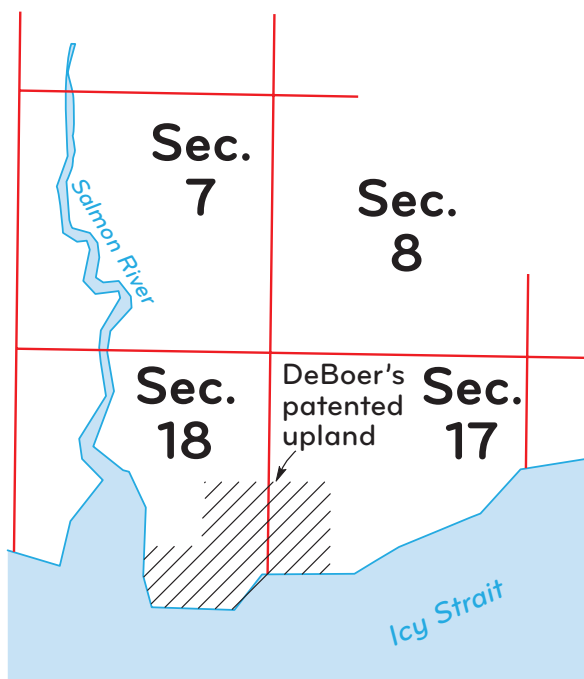 Sec.
7
Sec.
8
Salmon River
Sec.
18
DeBoer's
patented
upland
Sec.
17
Icy Strait